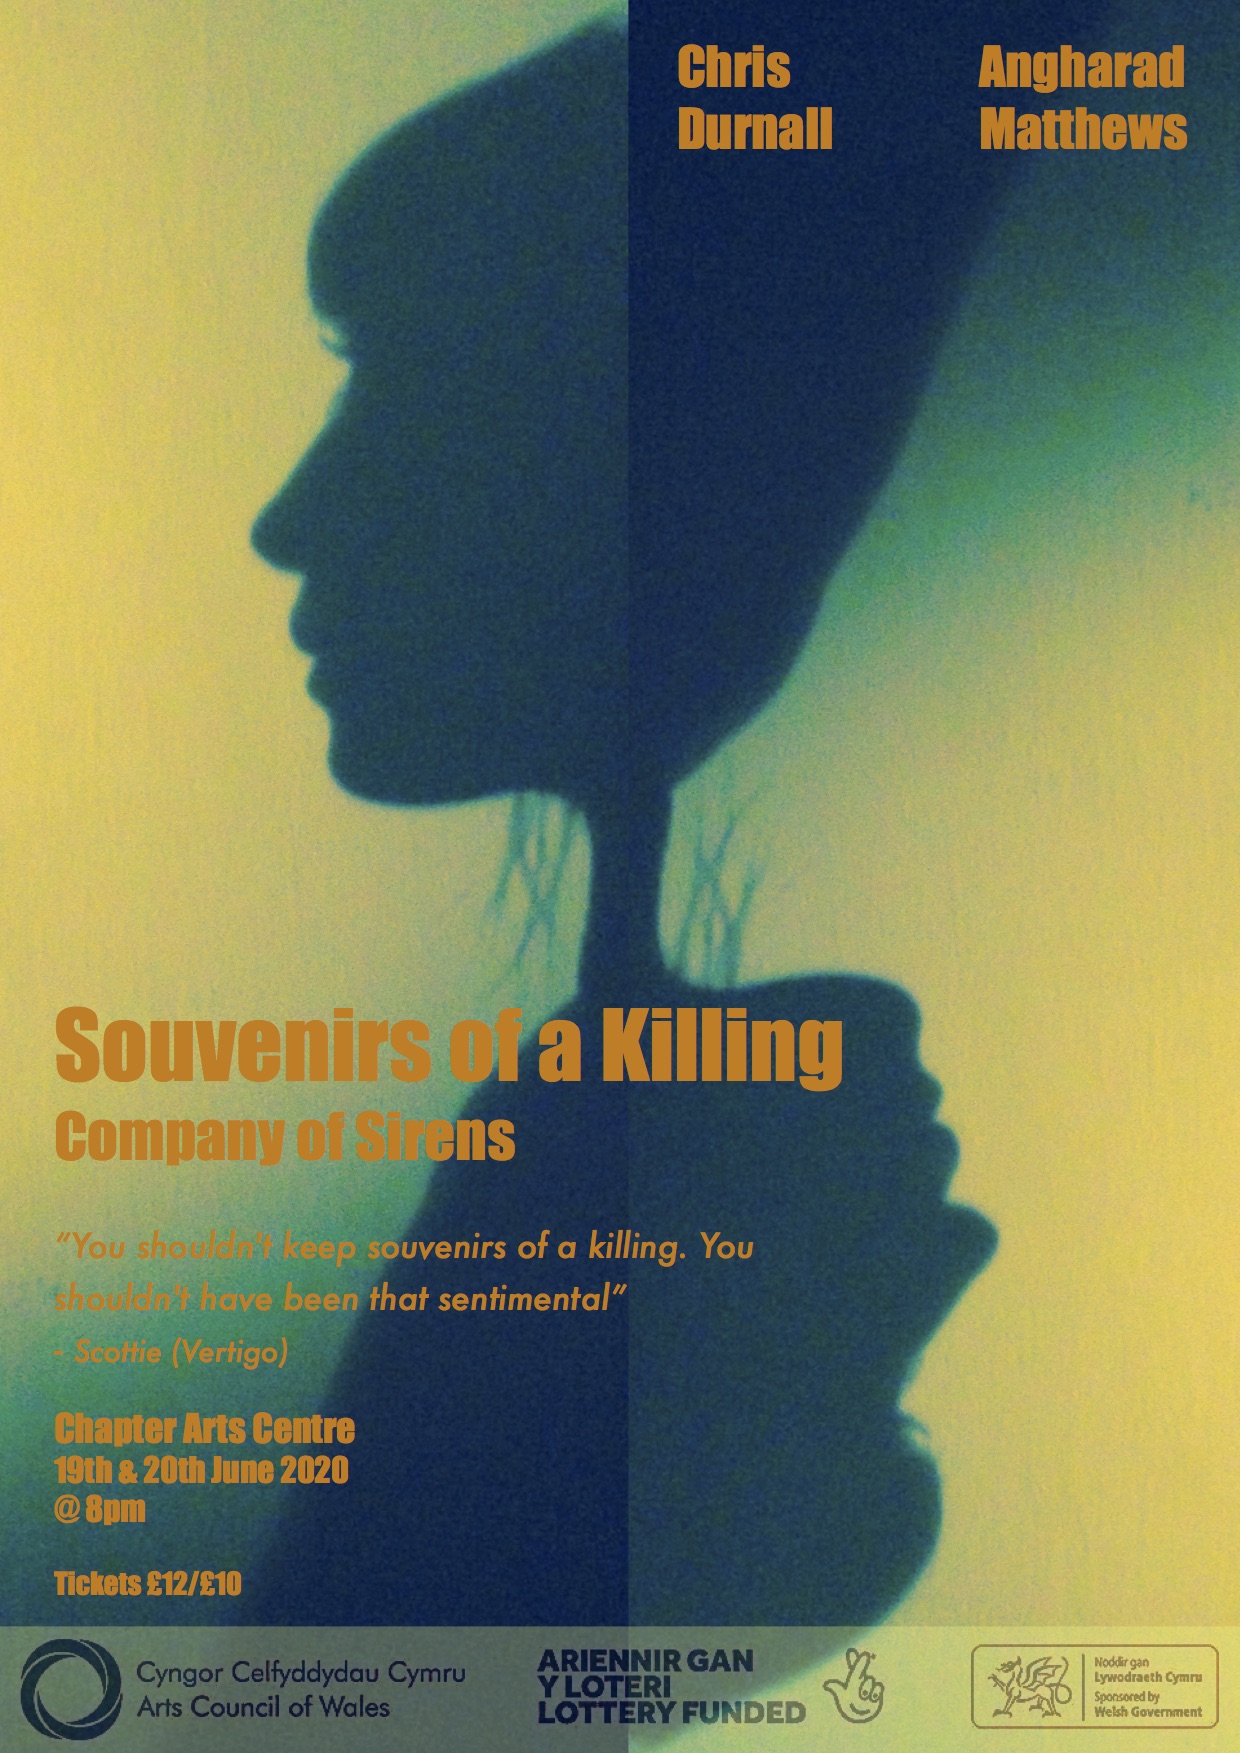 Chris Durnall
Angharad Matthews
Souvenirs of a Killing
Company of Sirens
“You shouldn't keep souvenirs of a killing. You
shouldn't have been that sentimental”
- Scottie (Vertigo)
Chapter Arts Centre
19th & 20th June 2020
@ 8pm
Tickets £12/£10
Cyngor Celfyddydau Cymru
Arts Council of Wales
ARIENNIR GAN
Y LOTERI
LOTTERY FUNDED
Noddir gan
Lywodraeth Cymru
Sponsored by
Welsh Government